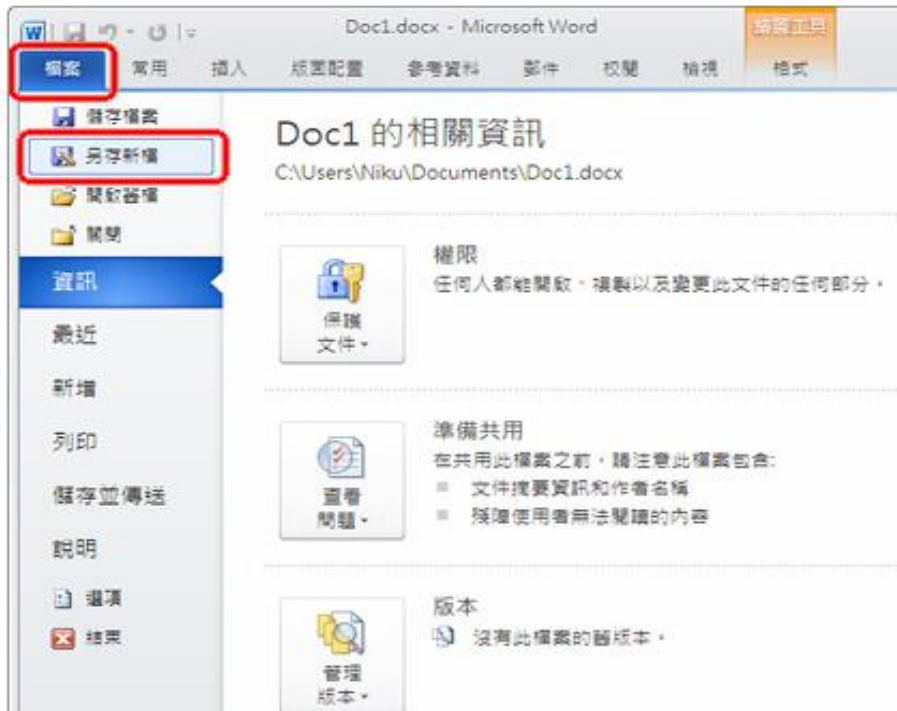 Doc1.docx - Microsoft Word
繪圖工具
檔案 常用 插入 版面配置 參考資料 郵件 校閱 檢視 格式
儲存檔案
另存新檔
開啟舊檔
關閉
資訊
最近
新增
列印
儲存並傳送
說明
選項
結束
Doc1 的相關資訊
C:\Users\Niku\Documents\Doc1.docx
保護
文件
權限
任何人都能開啟、複製以及變更此文件的任何部分。
查看
問題
準備共用
在共用此檔案之前，請注意此檔案包含:
文件摘要資訊和作者名稱
殘障使用者無法閱讀的內容
管理
版本
版本
沒有此檔案的舊版本。